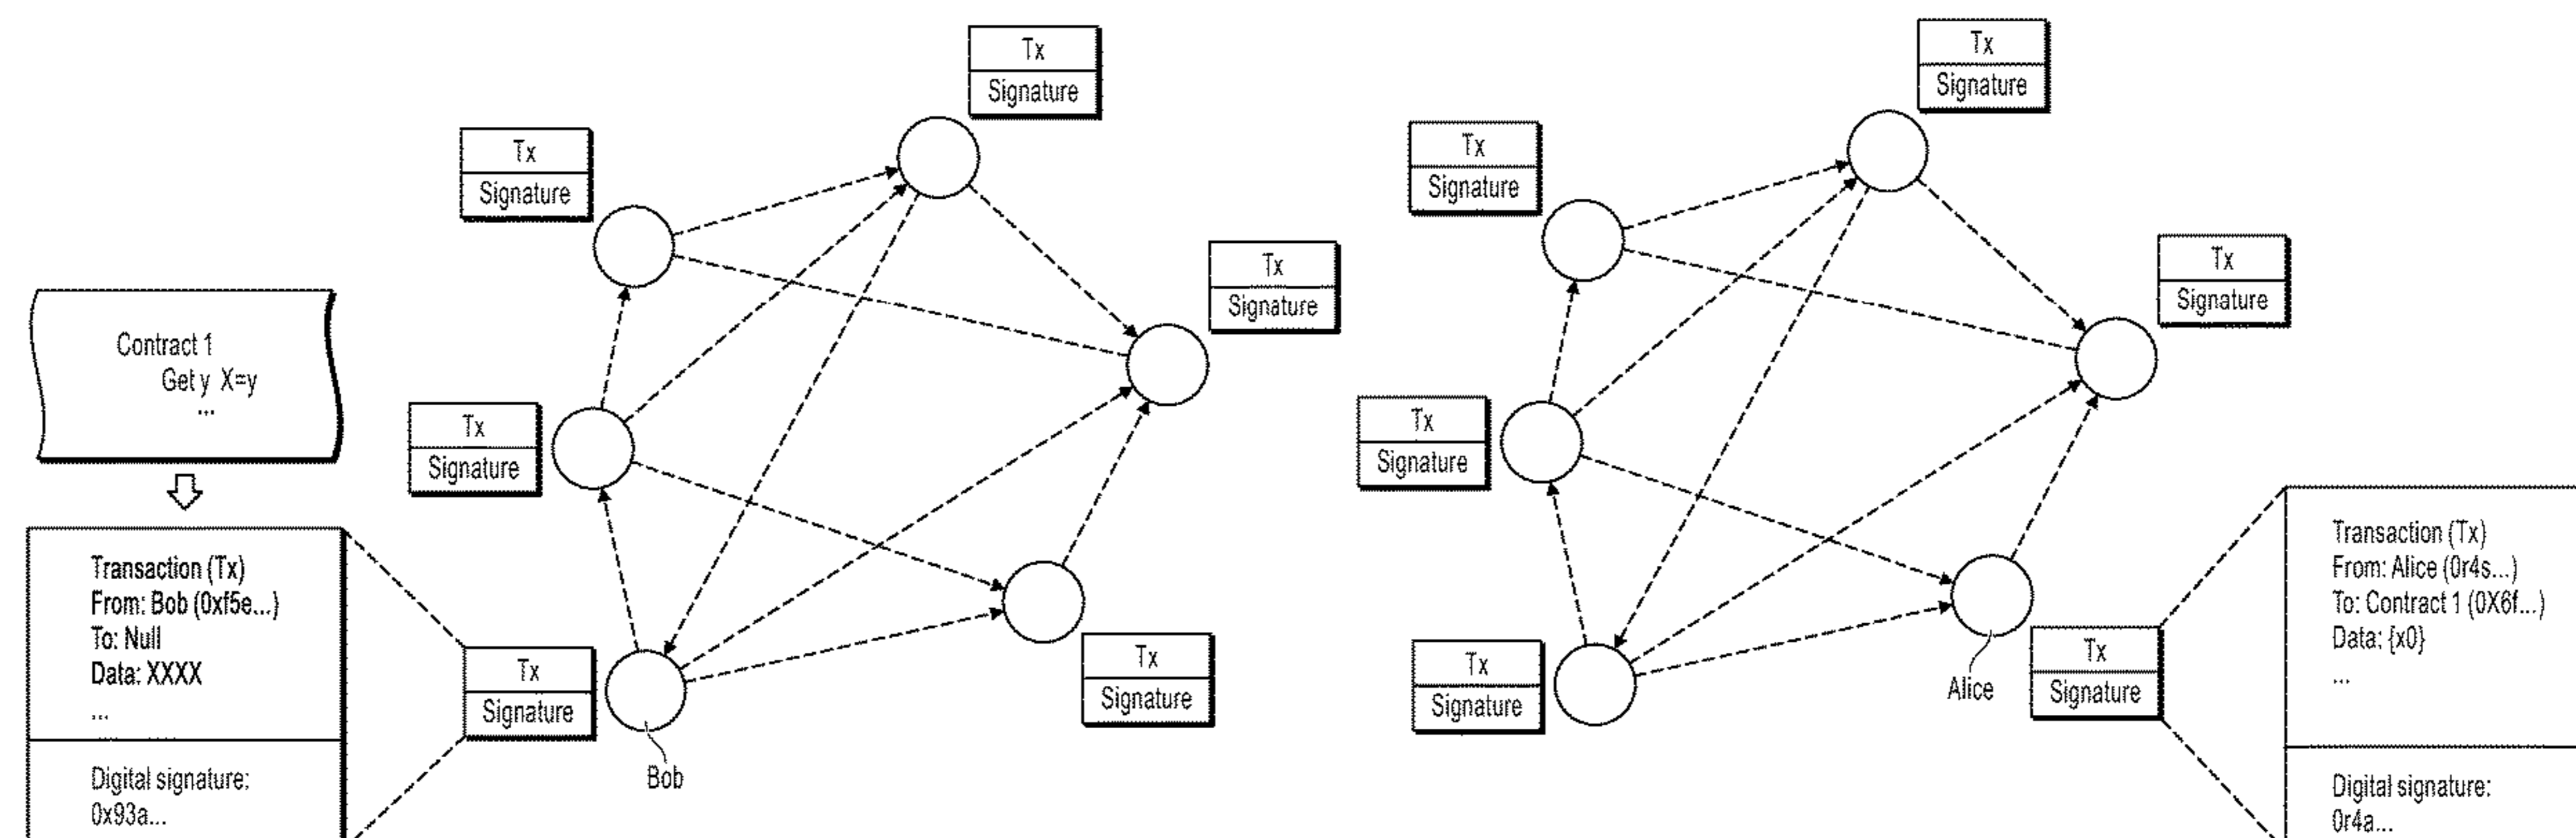 Tx
Signature
Tx
Signature
Tx
Signature
Tx
Signature
Contract 1
Get y X=y
...
Tx
Signature
Transaction (Tx)
From: Bob (0xf5e...)
To: Null
Data: XXXX
...
Digital signature:
0x93a...
Tx
Signature
Bob
Tx
Signature
Tx
Signature
Tx
Signature
Tx
Signature
Tx
Signature
Tx
Signature
Alice
Tx
Signature
Transaction (Tx)
From: Alice (0r4s...)
To: Contract 1 (0X6f...)
Data: {x0}
...
Digital signature:
0r4a...